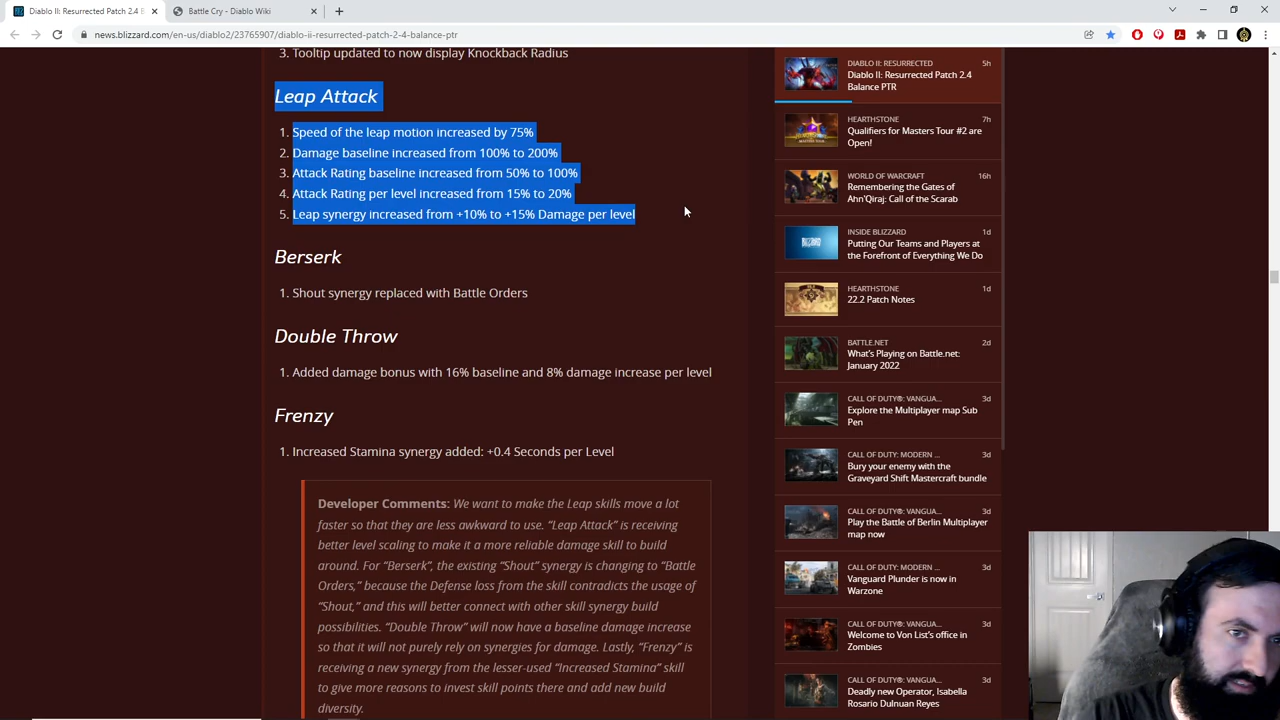 Diablo II: Resurrected Patch 2.4 B
Battle Cry - Diablo Wiki
news.blizzard.com/en-us/diablo2/23765907/diablo-ii-resurrected-patch-2-4-balance-ptr
3. Tooltip updated to now display Knockback Radius
Leap Attack
1. Speed of the leap motion increased by 75%
2. Damage baseline increased from 100% to 200%
3. Attack Rating baseline increased from 50% to 100%
4. Attack Rating per level increased from 15% to 20%
5. Leap synergy increased from +10% to +15% Damage per level
Berserk
1. Shout synergy replaced with Battle Orders
Double Throw
1. Added damage bonus with 16% baseline and 8% damage increase per level
Frenzy
1. Increased Stamina synergy added: +0.4 Seconds per Level
Developer Comments: We want to make the Leap skills move a lot
faster so that they are less awkward to use. “Leap Attack” is receiving
better level scaling to make it a more reliable damage skill to build
around. For “Berserk”, the existing “Shout” synergy is changing to “Battle
Orders,” because the Defense loss from the skill contradicts the usage of
“Shout,” and this will better connect with other skill synergy build
possibilities. “Double Throw” will now have a baseline damage increase
so that it will not purely rely on synergies for damage. Lastly, “Frenzy” is
receiving a new synergy from the lesser-used “Increased Stamina” skill
to give more reasons to invest skill points there and add new build
diversity.
DIABLO II: RESURRECTED 5h
Diablo II: Resurrected Patch 2.4
Balance PTR
HEARTHSTONE 7h
Qualifiers for Masters Tour #2 are
Open!
WORLD OF WARCRAFT 16h
Remembering the Gates of
Ahn'Qiraj: Call of the Scarab
INSIDE BLIZZARD 1d
Putting Our Teams and Players at
the Forefront of Everything We Do
HEARTHSTONE 1d
22.2 Patch Notes
BATTLE.NET 2d
What's Playing on Battle.net:
January 2022
CALL OF DUTY®: VANGUA... 3d
Explore the Multiplayer map Sub
Pen
CALL OF DUTY: MODERN ... 3d
Bury your enemy with the
Graveyard Shift Mastercraft bundle
CALL OF DUTY®: VANGUA... 3d
Play the Battle of Berlin Multiplayer
map now
CALL OF DUTY: MODERN ... 3d
Vanguard Plunder is now in
Warzone
CALL OF DUTY®: VANGUA... 3d
Welcome to Von List's office in
Zombies
CALL OF DUTY®: VANGUA... 3d
Deadly new Operator, Isabella
Rosario Dulnuan Reyes